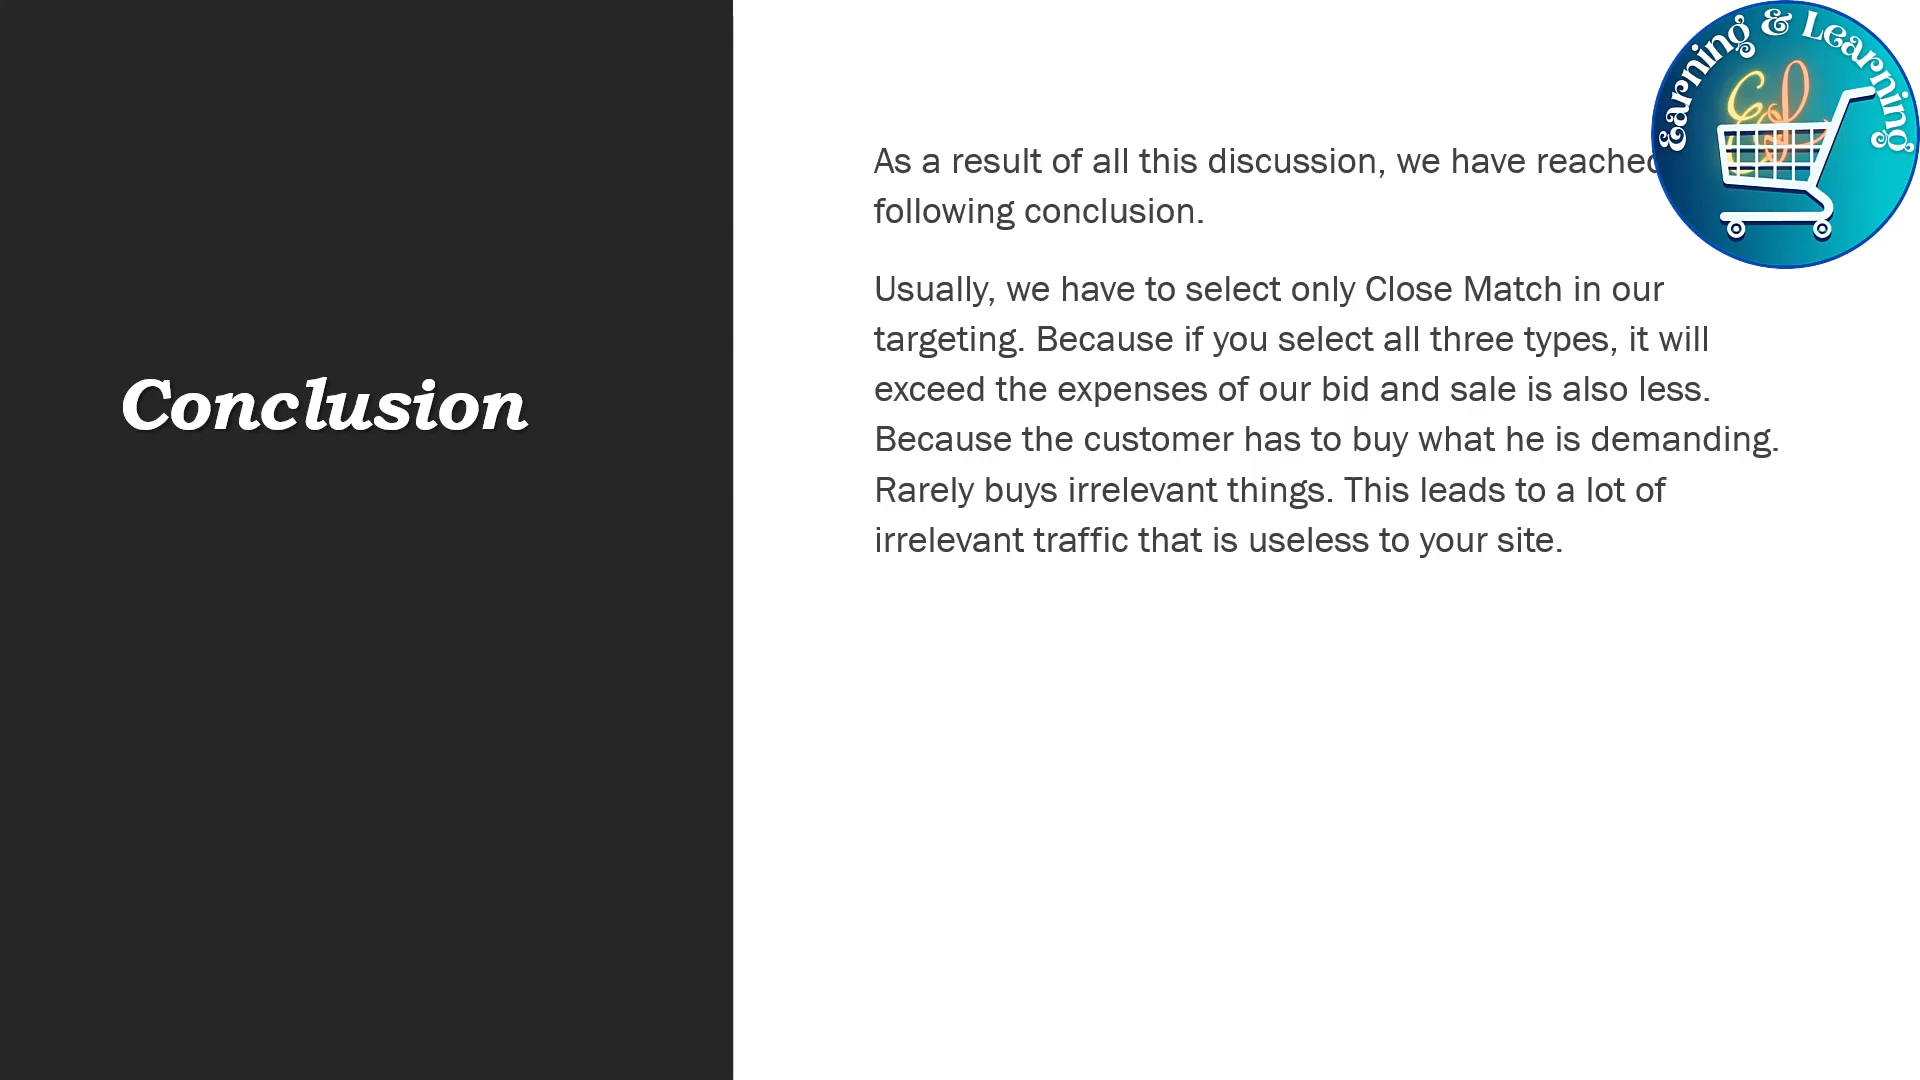 Earning & Learning
EL
As a result of all this discussion, we have reached
following conclusion.
Conclusion
Usually, we have to select only Close Match in our
targeting. Because if you select all three types, it will
exceed the expenses of our bid and sale is also less.
Because the customer has to buy what he is demanding.
Rarely buys irrelevant things. This leads to a lot of
irrelevant traffic that is useless to your site.